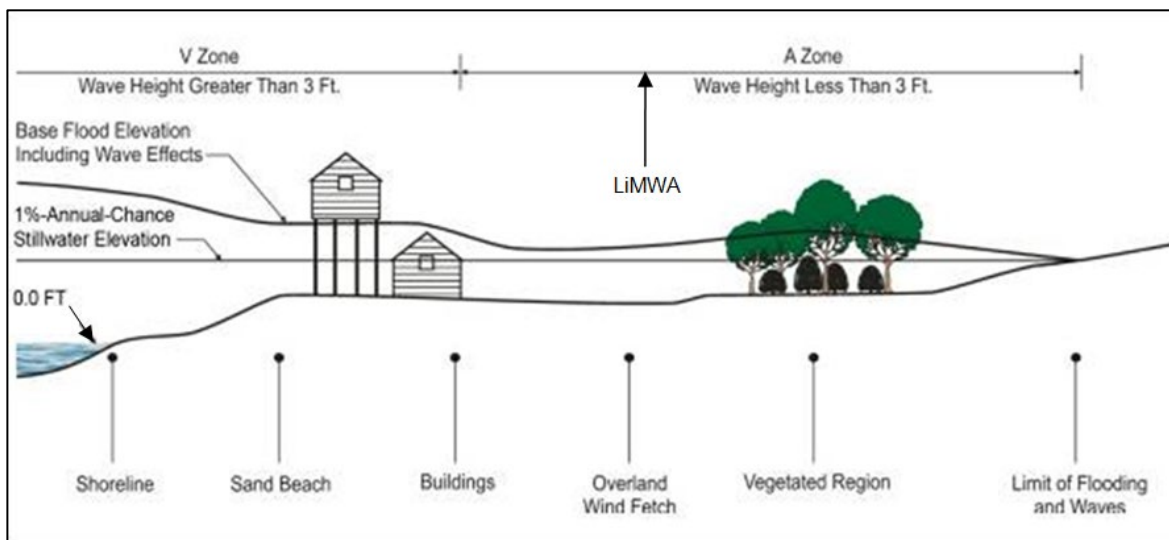 V Zone
A Zone
Wave Height Greater Than 3 Ft.
Wave Height Less Than 3 Ft.
Base Flood Elevation
Including Wave Effects
LiMWA
1%-Annual-Chance
Stillwater Elevation
0.0 FT
Shoreline
Sand Beach
Buildings
Overland
Wind Fetch
Vegetated Region
Limit of Flooding
and Waves